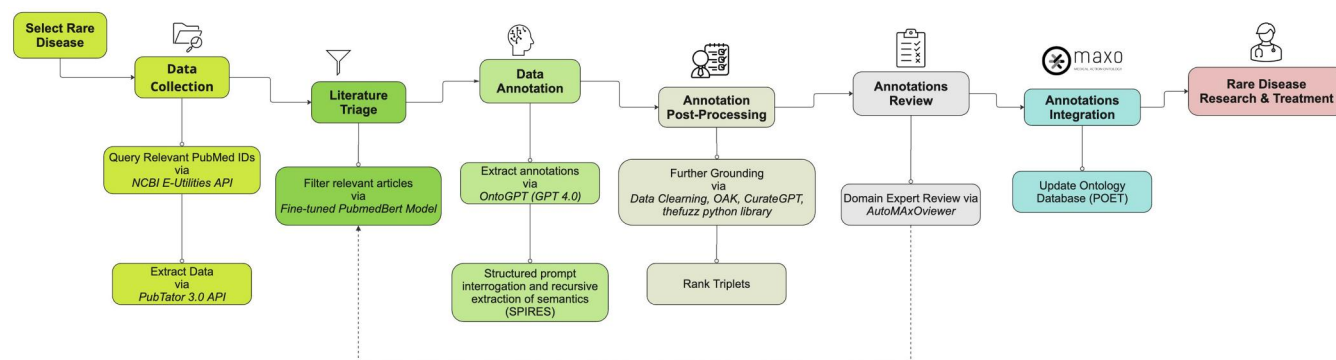 Select Rare
Disease
Data
Collection
Query Relevant PubMed IDs
via
NCBI E-Utilities API
Extract Data
via
PubTator 3.0 API
Literature
Triage
Filter relevant articles
via
Fine-tuned PubmedBert Model
Data
Annotation
Extract annotations
via
OntoGPT (GPT 4.0)
Structured prompt
interrogation and recursive
extraction of semantics
(SPIRES)
Annotation
Post-Processing
Further Grounding
via
Data Clearning, OAK, CurateGPT,
thefuzz python library
Rank Triplets
Annotations
Review
Domain Expert Review via
AutoMAxOviewer
maxo
MEDICAL ACTION ONTOLOGY
Annotations
Integration
Update Ontology
Database (POET)
Rare Disease
Research & Treatment